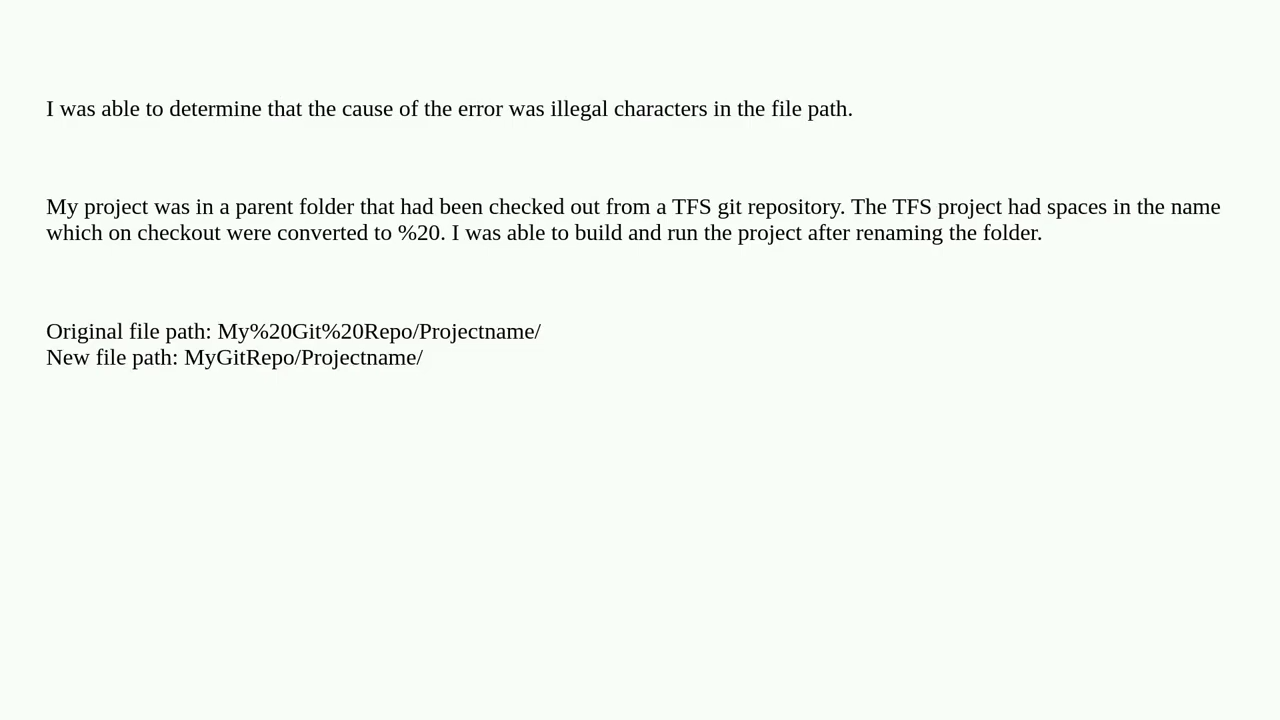 I was able to determine that the cause of the error was illegal characters in the file path.
My project was in a parent folder that had been checked out from a TFS git repository. The TFS project had spaces in the name
which on checkout were converted to %20. I was able to build and run the project after renaming the folder.
Original file path: My%20Git%20Repo/Projectname/
New file path: MyGitRepo/Projectname/